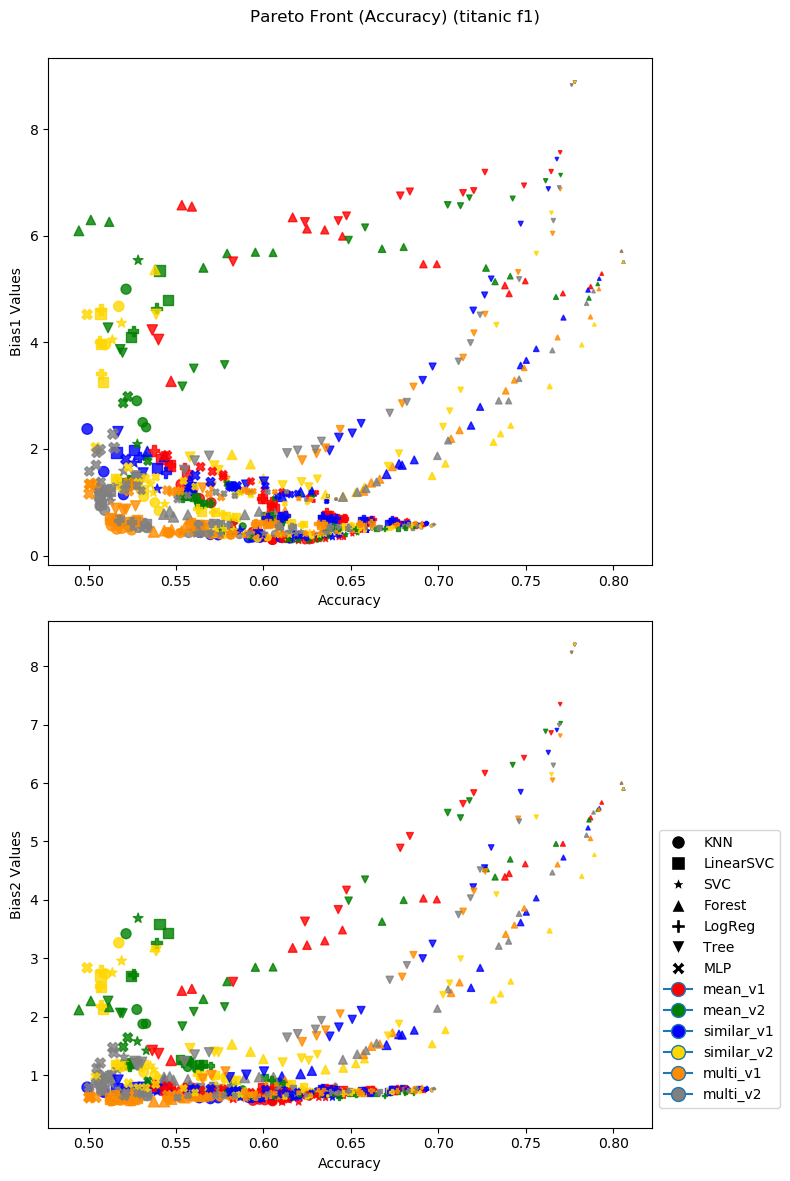 Pareto Front (Accuracy) (titanic f1)
8
6
4
2
0
Bias1 Values
0.50 0.55 0.60 0.65 0.70 0.75 0.80
Accuracy
8
7
6
5
4
3
2
1
Bias2 Values
0.50 0.55 0.60 0.65 0.70 0.75 0.80
Accuracy
KNN
LinearSVC
SVC
Forest
LogReg
Tree
MLP
mean_v1
mean_v2
similar_v1
similar_v2
multi_v1
multi_v2